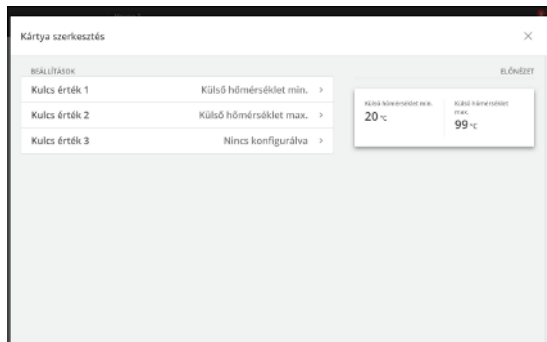 Kártya szerkesztés
BEÁLLÍTÁSOK
ELŐNÉZET
Kulcs érték 1 Külső hőmérséklet min.
Kulcs érték 2 Külső hőmérséklet max.
Kulcs érték 3 Nincs konfigurálva
Külső hőmérséklet min.
20 °C
Külső hőmérséklet
max.
99 °C